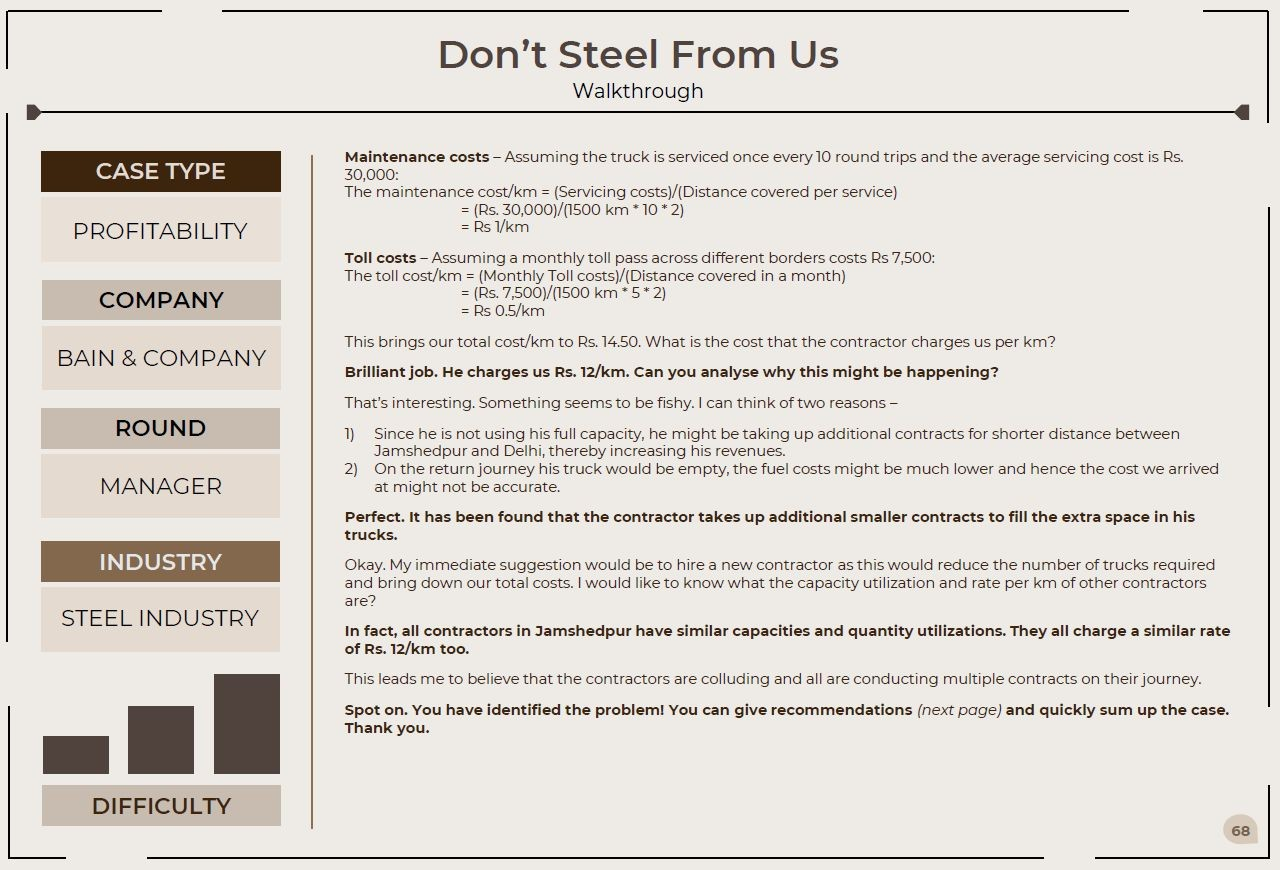 Don’t Steel From Us
Walkthrough
CASE TYPE
PROFITABILITY
COMPANY
BAIN & COMPANY
ROUND
MANAGER
INDUSTRY
STEEL INDUSTRY
DIFFICULTY
Maintenance costs – Assuming the truck is serviced once every 10 round trips and the average servicing cost is Rs.
30,000:
The maintenance cost/km = (Servicing costs)/(Distance covered per service)
= (Rs. 30,000)/(1500 km * 10 * 2)
= Rs 1/km
Toll costs – Assuming a monthly toll pass across different borders costs Rs 7,500:
The toll cost/km = (Monthly Toll costs)/(Distance covered in a month)
= (Rs. 7,500)/(1500 km * 5 * 2)
= Rs 0.5/km
This brings our total cost/km to Rs. 14.50. What is the cost that the contractor charges us per km?
Brilliant job. He charges us Rs. 12/km. Can you analyse why this might be happening?
That’s interesting. Something seems to be fishy. I can think of two reasons –
1) Since he is not using his full capacity, he might be taking up additional contracts for shorter distance between
Jamshedpur and Delhi, thereby increasing his revenues.
2) On the return journey his truck would be empty, the fuel costs might be much lower and hence the cost we arrived
at might not be accurate.
Perfect. It has been found that the contractor takes up additional smaller contracts to fill the extra space in his
trucks.
Okay. My immediate suggestion would be to hire a new contractor as this would reduce the number of trucks required
and bring down our total costs. I would like to know what the capacity utilization and rate per km of other contractors
are?
In fact, all contractors in Jamshedpur have similar capacities and quantity utilizations. They all charge a similar rate
of Rs. 12/km too.
This leads me to believe that the contractors are colluding and all are conducting multiple contracts on their journey.
Spot on. You have identified the problem! You can give recommendations (next page) and quickly sum up the case.
Thank you.
68